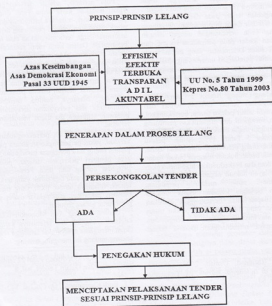 PRINSIP-PRINSIP LELANG
EFFISIEN
EFEKTIF
TERBUKA
TRANSPARAN
A D I L
AKUNTABEL
Azas Keseimbangan
Asas Demokrasi Ekonomi
Pasal 33 UUD 1945
UU No. 5 Tahun 1999
Kepres No.80 Tahun 2003
PENERAPAN DALAM PROSES LELANG
PERSEKONGKOLAN TENDER
ADA
TIDAK ADA
PENEGAKAN HUKUM
MENCIPTAKAN PELAKSANAAN TENDER
SESUAI PRINSIP-PRINSIP LELANG